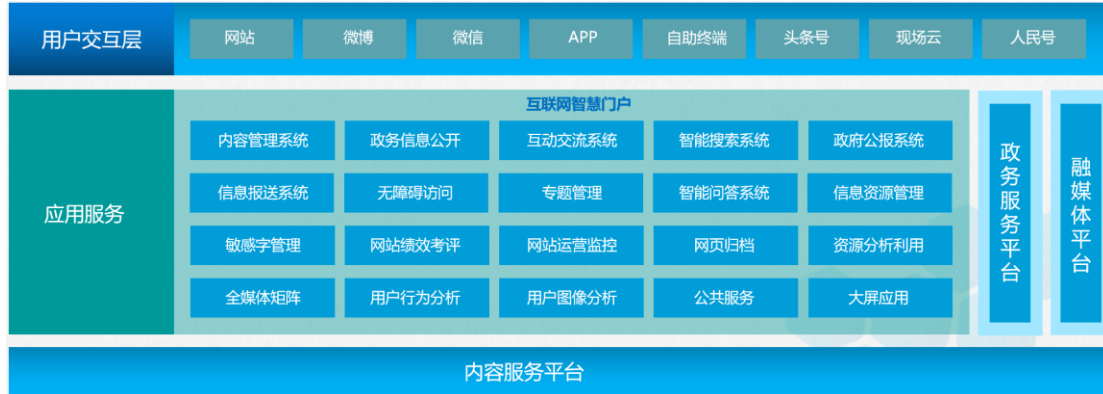 用户交互层 网站 微博 微信 APP 自助终端 头条号 现场云 人民号
互联网智慧门户
内容管理系统 政务信息公开 互动交流系统 智能搜索系统 政府公报系统
信息报送系统 无障碍访问 专题管理 智能问答系统 信息资源管理
应用服务
敏感字管理 网站绩效考评 网站运营监控 网页归档 资源分析利用
全媒体矩阵 用户行为分析 用户图像分析 公共服务 大屏应用
政务服务平台
融媒体平台
内容服务平台